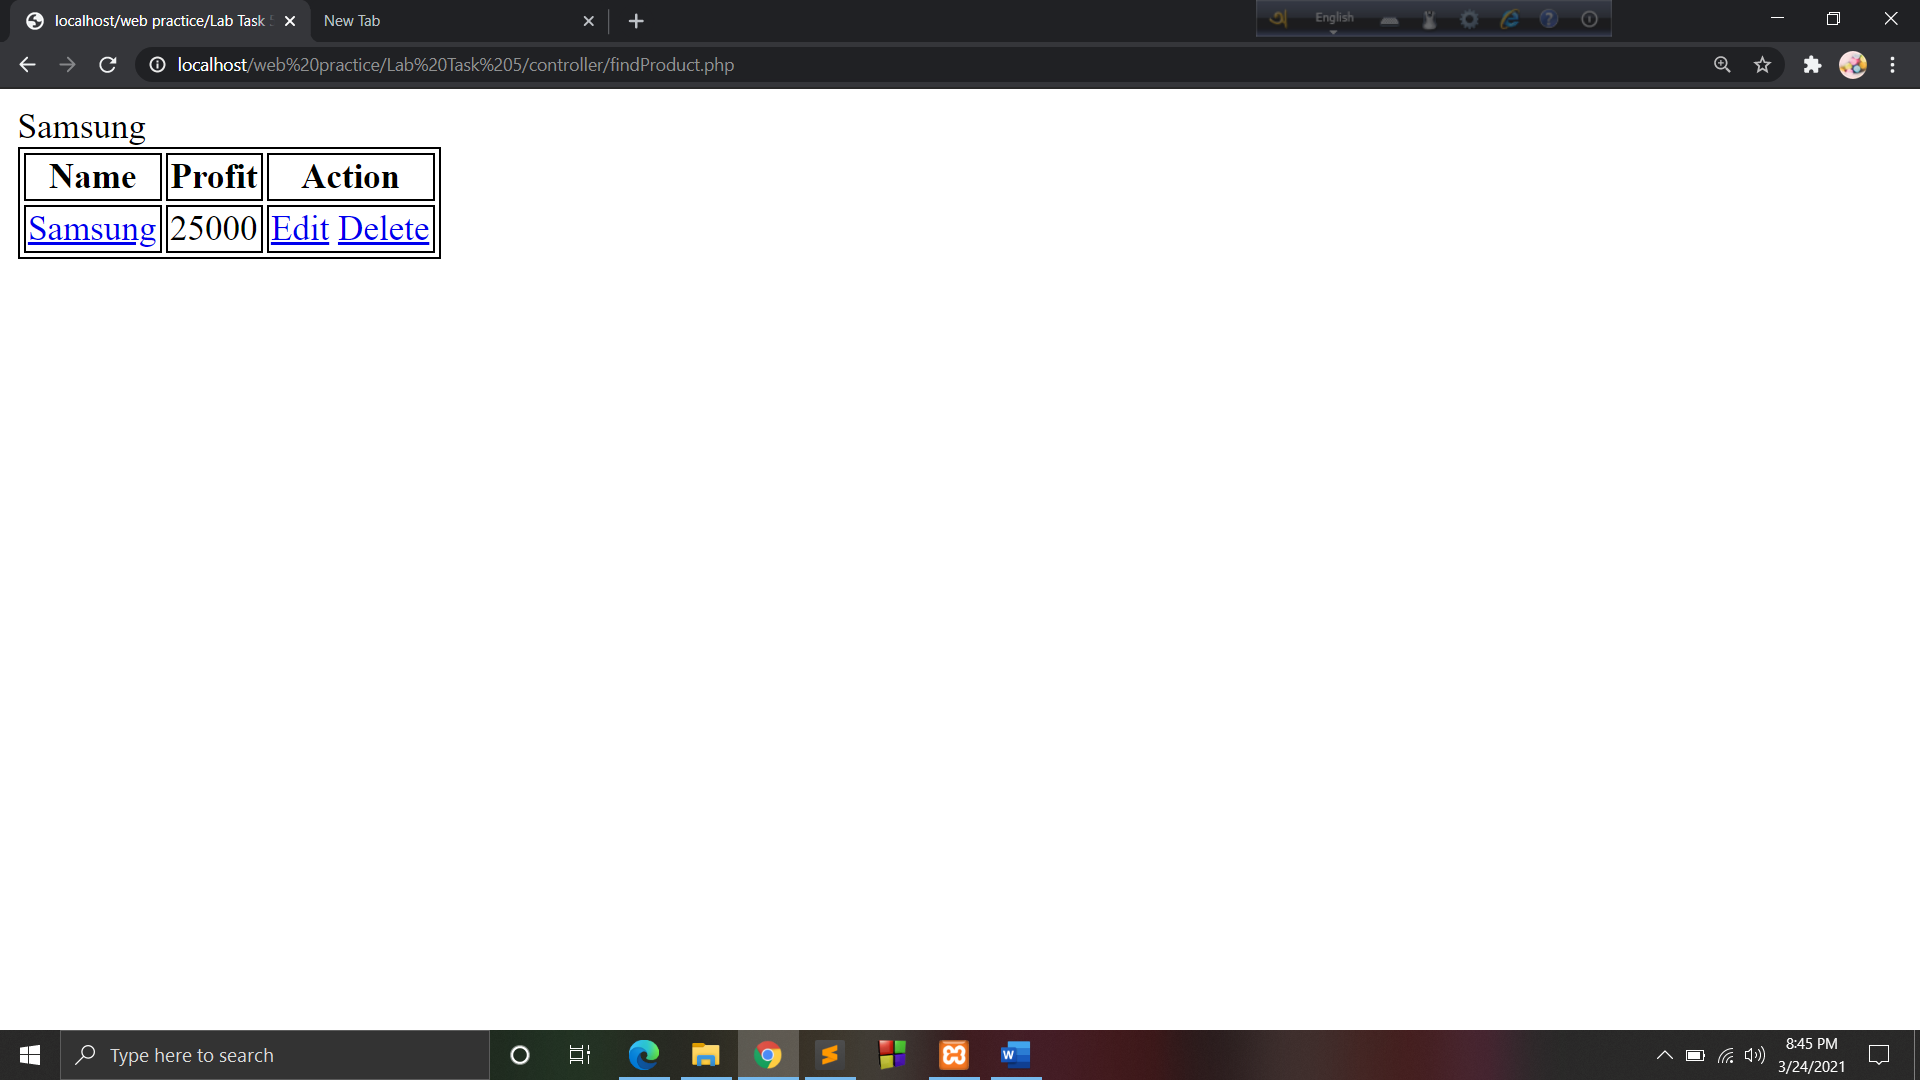 localhost/web practice/Lab Task 5
New Tab
অ
English
localhost/web%20practice/Lab%20Task%205/controller/findProduct.php
Samsung
Name Profit Action
Samsung 25000 Edit Delete
Type here to search
8:45 PM
3/24/2021